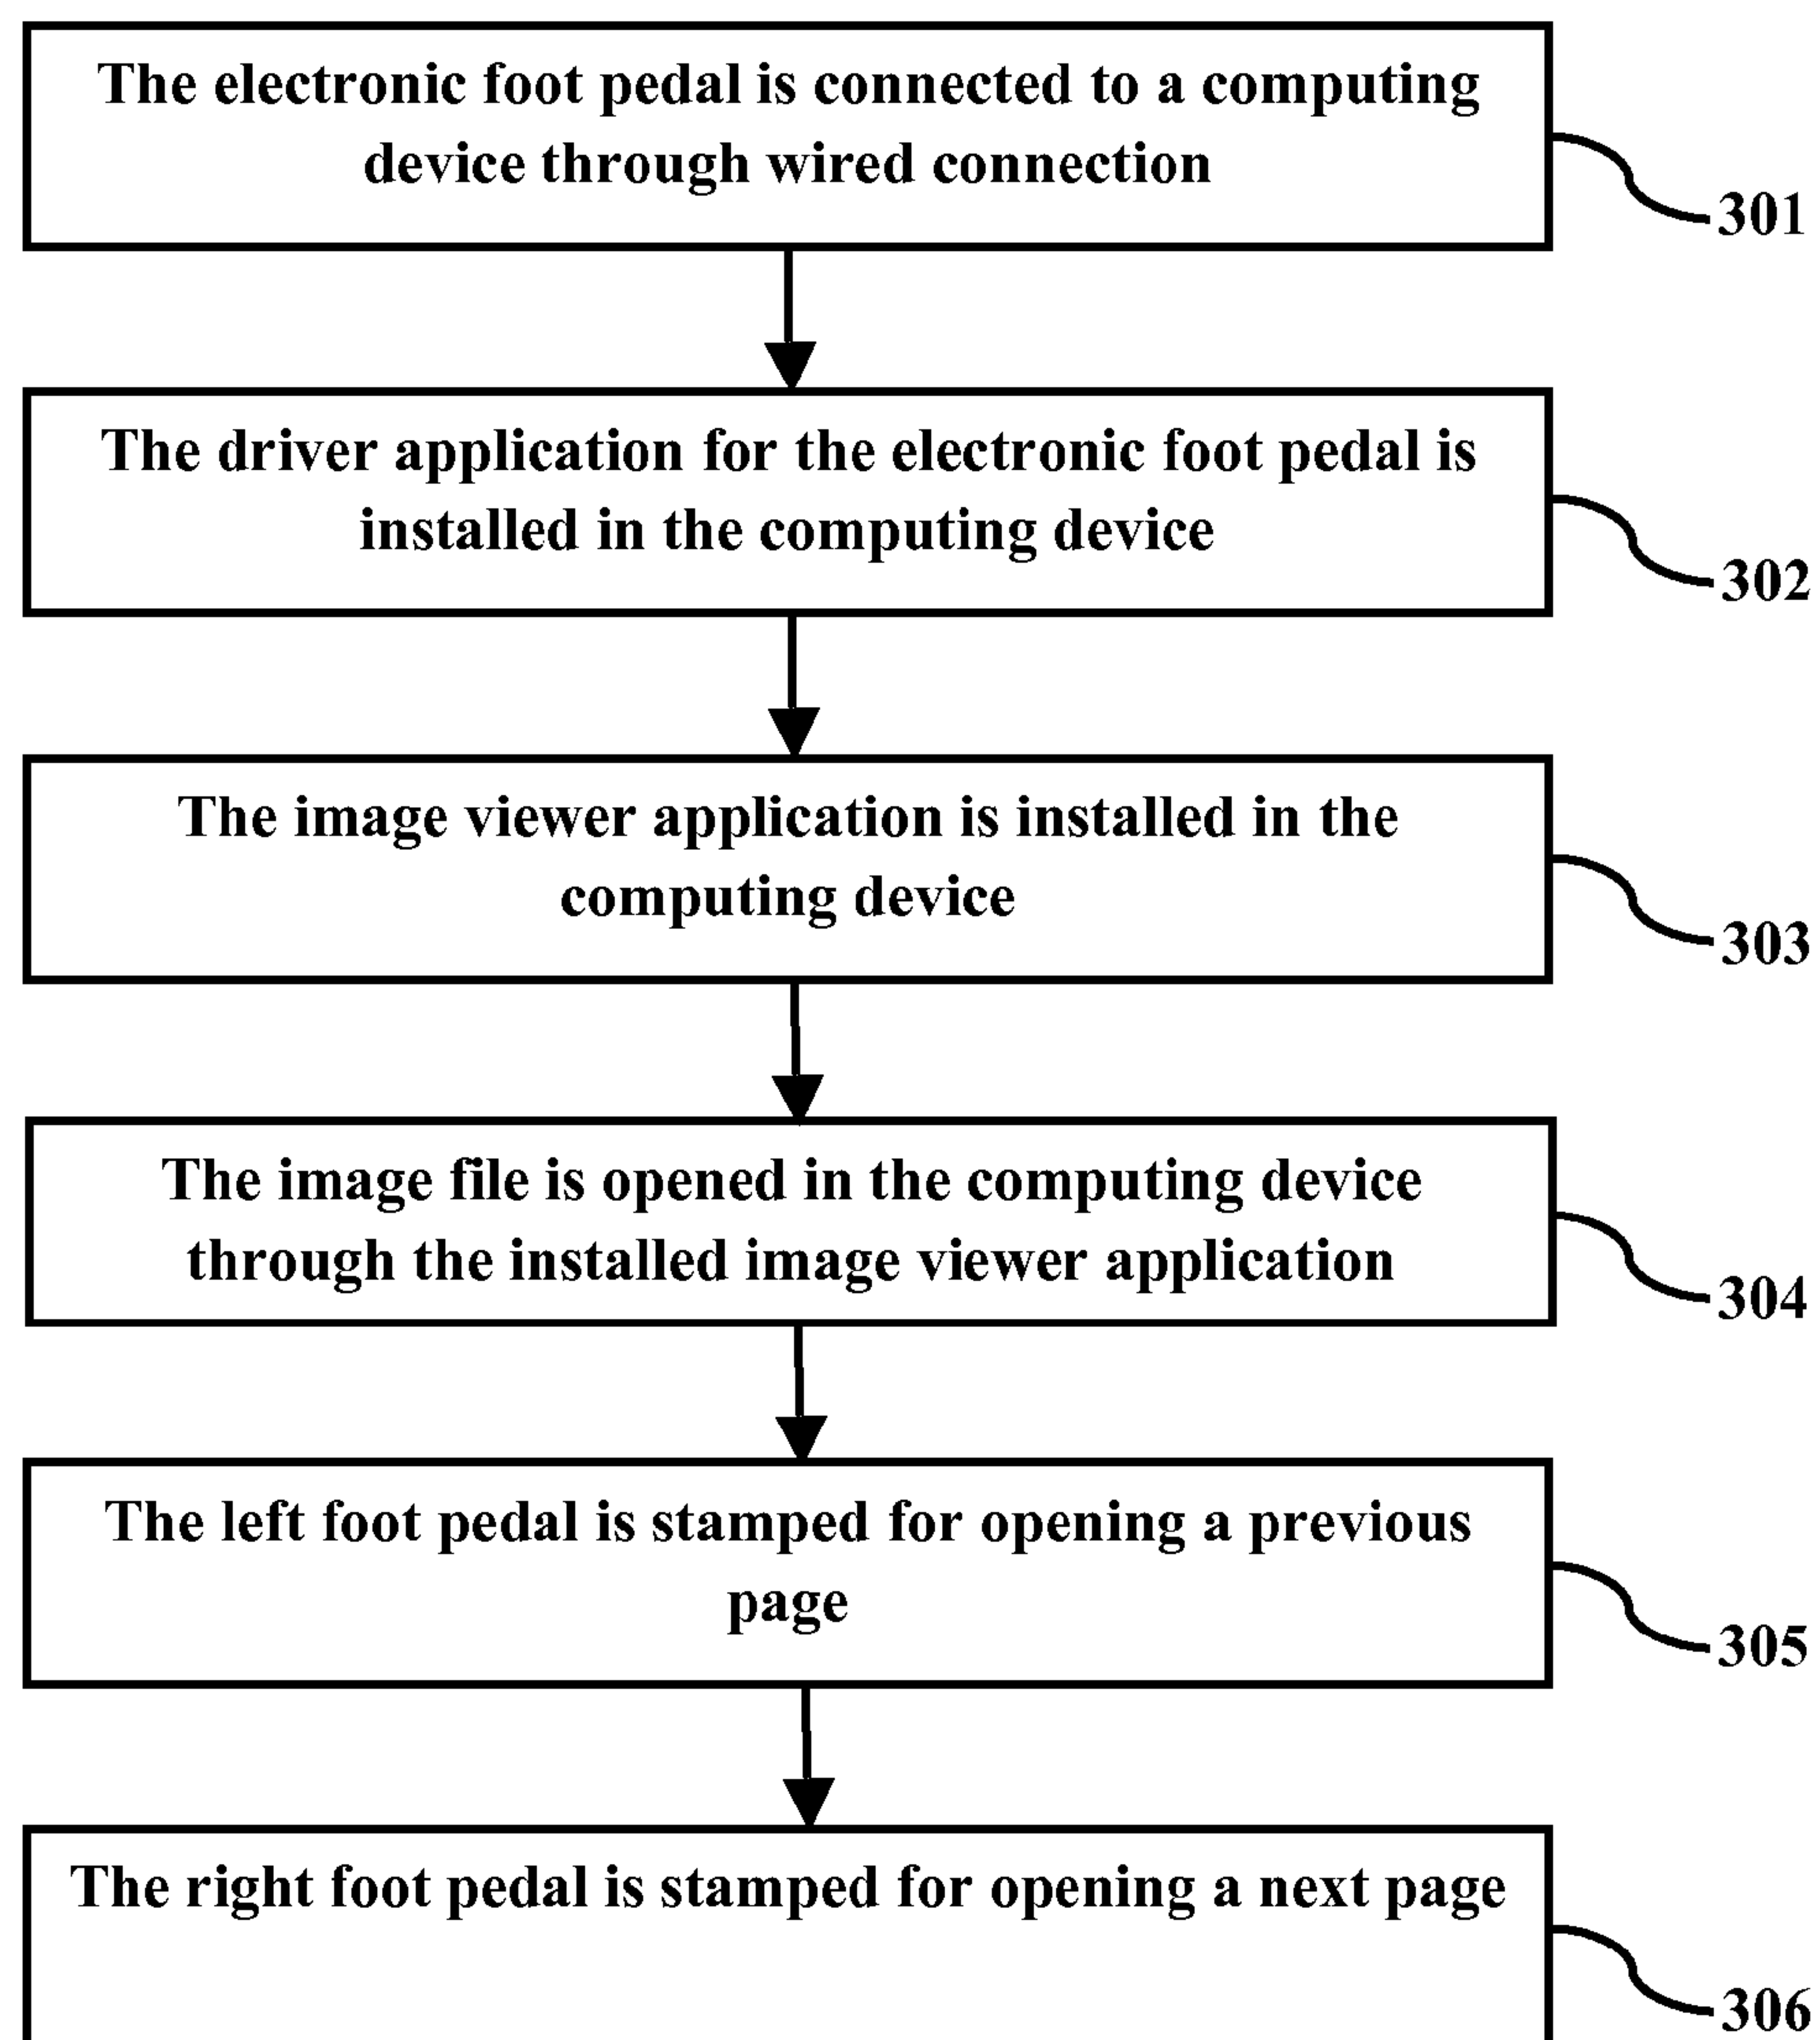 The electronic foot pedal is connected to a computing
device through wired connection
301
The driver application for the electronic foot pedal is
installed in the computing device
302
The image viewer application is installed in the
computing device
303
The image file is opened in the computing device
through the installed image viewer application
304
The left foot pedal is stamped for opening a previous
page
305
The right foot pedal is stamped for opening a next page
306